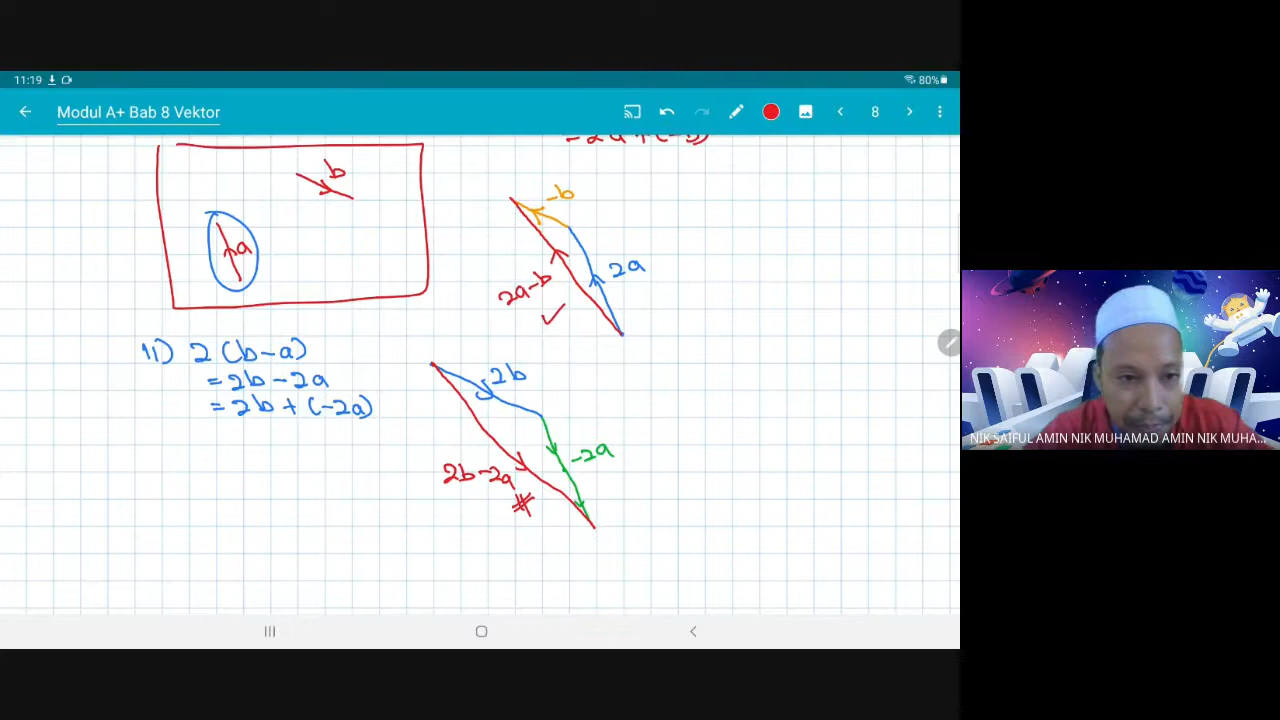 11:19 80%
Modul A+ Bab 8 Vektor 8
b
a
-b
2a
2a-b
11) 2(b-a)
= 2b-2a
= 2b+(-2a)
2b
-2a
2b-2a
NIK SAIFUL AMIN NIK MUHAMAD AMIN NIK MUHA...